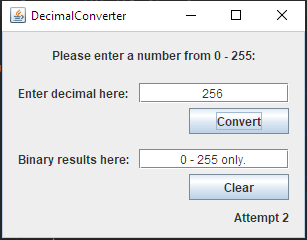 DecimalConverter
Please enter a number from 0 - 255:
Enter decimal here: 256
Convert
Binary results here: 0 - 255 only.
Clear
Attempt 2